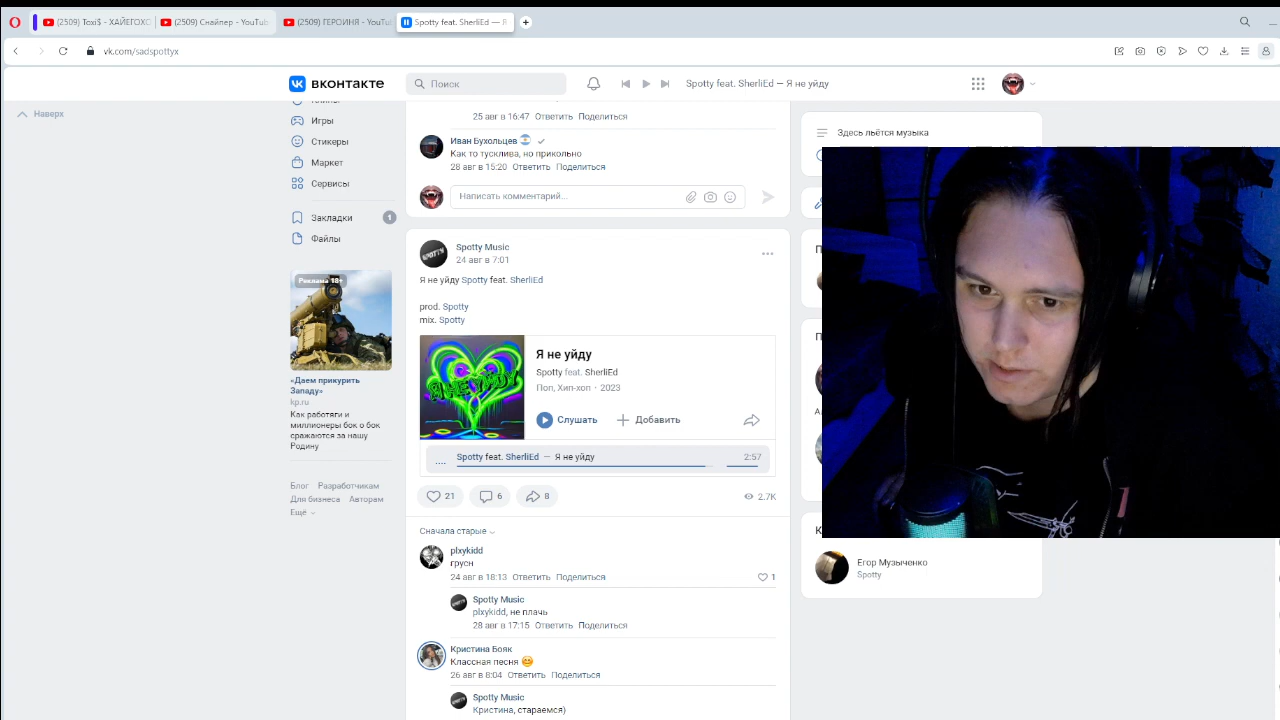 (2509) Toxi$ - ХАЙЕГОХО
(2509) Снайпер - YouTub
(2509) ГЕРОИНЯ - YouTu
Spotty feat. SherliEd — Я
vk.com/sadspottyx
вконтакте
Поиск
Spotty feat. SherliEd — Я не уйду
Наверх
Игры
Стикеры
Маркет
Сервисы
Закладки
1
Файлы
Реклама 18+
«Даем прикурить
Западу»
kp.ru
Как работяги и
миллионеры бок о бок
сражаются за нашу
Родину
Блог Разработчикам
Для бизнеса Авторам
Ещё
25 авг в 16:47 Ответить Поделиться
Иван Бухольцев
Как то тускливa, но прикольно
28 авг в 15:20 Ответить Поделиться
Написать комментарий...
Spotty Music
24 авг в 7:01
Я не уйду Spotty feat. SherliEd
prod. Spotty
mix. Spotty
Я НЕ УЙДУ
Я не уйду
Spotty feat. SherliEd
Поп, Хип-хоп · 2023
Слушать
Добавить
Spotty feat. SherliEd — Я не уйду
2:57
21
6
8
2.7K
Сначала старые
plxykidd
грусн
24 авг в 18:13 Ответить Поделиться
1
Spotty Music
plxykidd, не плачь
28 авг в 17:15 Ответить Поделиться
Кристина Бояк
Классная песня 😊
26 авг в 8:04 Ответить Поделиться
Spotty Music
Кристина, стараемся)
Здесь льётся музыка
Егор Музыченко
Spotty